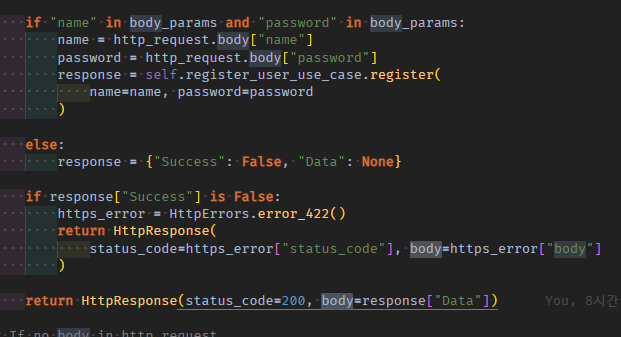 if "name" in body_params and "password" in body_params:
name = http_request.body["name"]
password = http_request.body["password"]
response = self.register_user_use_case.register(
name=name, password=password
)
else:
response = {"Success": False, "Data": None}
if response["Success"] is False:
https_error = HttpErrors.error_422()
return HttpResponse(
status_code=https_error["status_code"], body=https_error["body"]
)
return HttpResponse(status_code=200, body=response["Data"]) You, 8시간
If no body in http_request